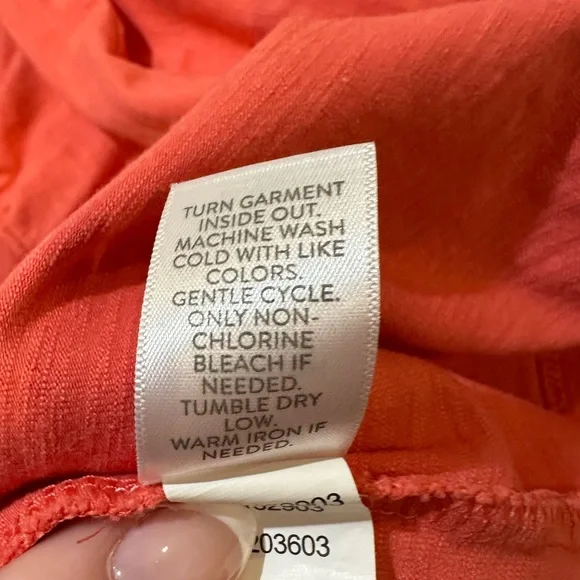 TURN GARMENT
INSIDE OUT.
MACHINE WASH
COLD WITH LIKE
COLORS.
GENTLE CYCLE.
ONLY NON-
CHLORINE
BLEACH IF
NEEDED.
TUMBLE DRY
LOW.
WARM IRON IF
NEEDED.
203603